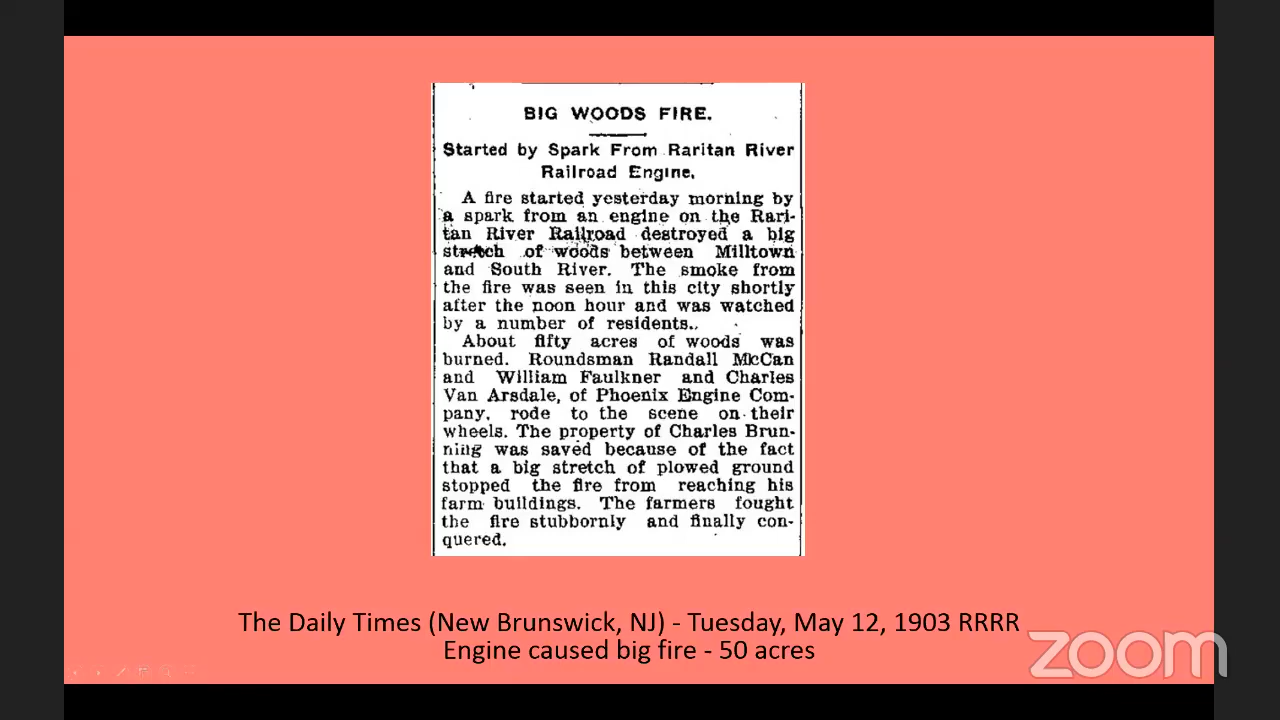 BIG WOODS FIRE.
Started by Spark From Raritan River
Railroad Engine.
A fire started yesterday morning by
a spark from an engine on the Rari-
tan River Railroad destroyed a big
stretch of woods between Milltown
and South River. The smoke from
the fire was seen in this city shortly
after the noon hour and was watched
by a number of residents.
About fifty acres of woods was
burned. Roundsman Randall McCan
and William Faulkner and Charles
Van Arsdale, of Phoenix Engine Com-
pany, rode to the scene on their
wheels. The property of Charles Brun-
ning was saved because of the fact
that a big stretch of plowed ground
stopped the fire from reaching his
farm buildings. The farmers fought
the fire stubbornly and finally con-
quered.
The Daily Times (New Brunswick, NJ) - Tuesday, May 12, 1903 RRRR
Engine caused big fire - 50 acres
zoom